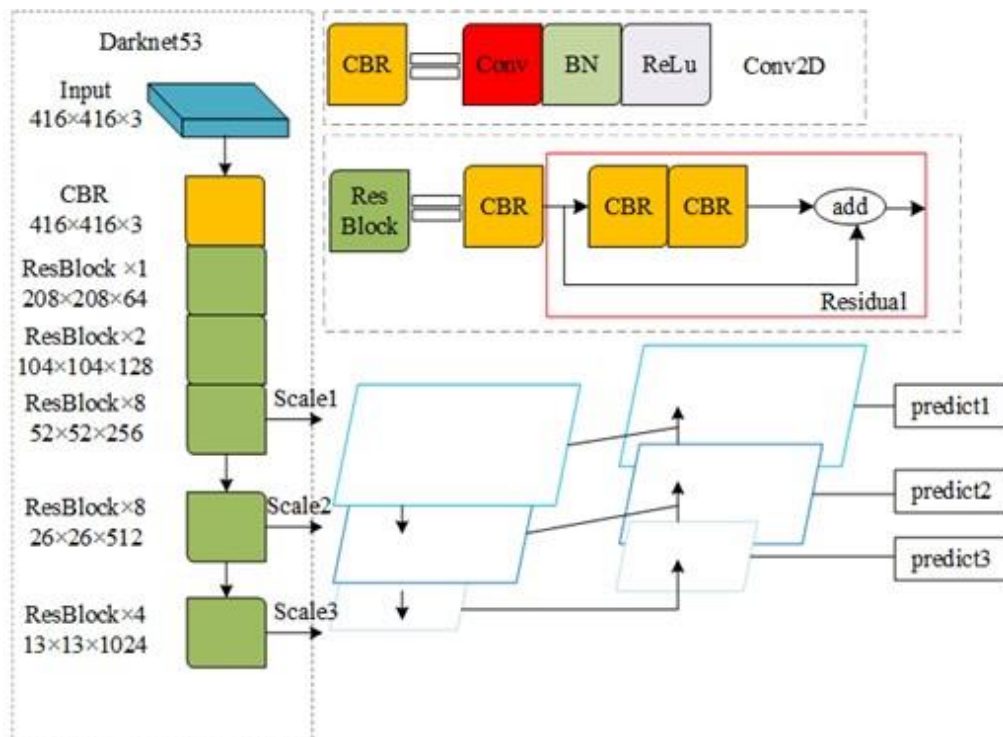 Darknet53
Input
416×416×3
CBR
416×416×3
ResBlock ×1
208×208×64
ResBlock×2
104×104×128
ResBlock×8
52×52×256
ResBlock×8
26×26×512
ResBlock×4
13×13×1024
CBR
Conv
BN
ReLu
Conv2D
Res
Block
CBR
CBR
CBR
add
Residual
Scale1
Scale2
Scale3
predict1
predict2
predict3